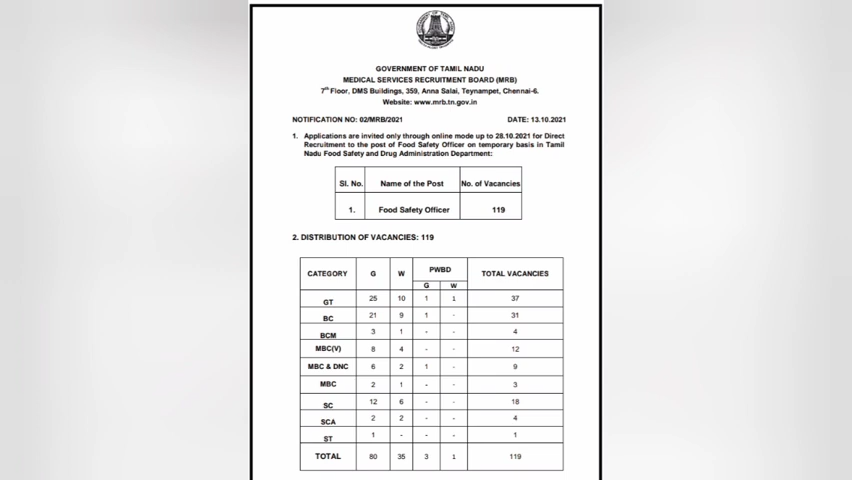 GOVERNMENT OF TAMIL NADU
MEDICAL SERVICES RECRUITMENT BOARD (MRB)
7th Floor, DMS Buildings, 359, Anna Salai, Teynampet, Chennai-6.
Website: www.mrb.tn.gov.in
NOTIFICATION NO: 02/MRB/2021 DATE: 13.10.2021
1. Applications are invited only through online mode up to 28.10.2021 for Direct
Recruitment to the post of Food Safety Officer on temporary basis in Tamil
Nadu Food Safety and Drug Administration Department:
Sl. No. Name of the Post No. of Vacancies
1. Food Safety Officer 119
2. DISTRIBUTION OF VACANCIES: 119
CATEGORY G W PWBD TOTAL VACANCIES
G W
GT 25 10 1 1 37
BC 21 9 1 - 31
BCM 3 1 - - 4
MBC(V) 8 4 - - 12
MBC & DNC 6 2 1 - 9
MBC 2 1 - - 3
SC 12 6 - - 18
SCA 2 2 - - 4
ST 1 - - - 1
TOTAL 80 35 3 1 119